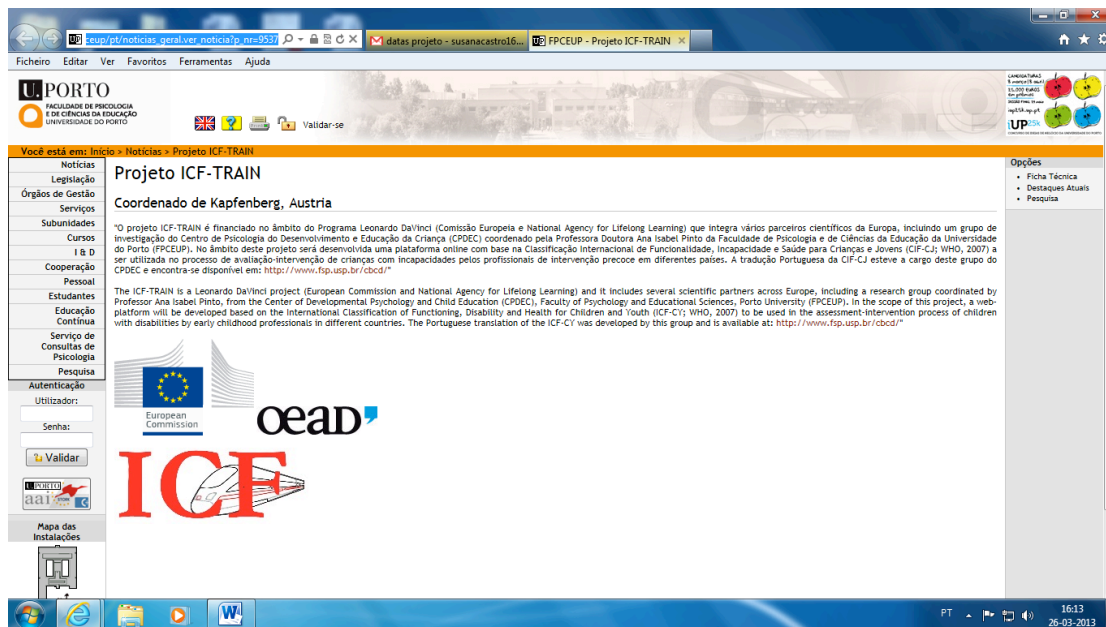 ceup/pt/noticias_geral.ver_noticia?p_nr=9537
datas projeto - susanacastro16...
FPCEUP - Projeto ICF-TRAIN
Ficheiro Editar Ver Favoritos Ferramentas Ajuda
U. PORTO
FACULDADE DE PSICOLOGIA
E DE CIÊNCIAS DA EDUCAÇÃO
UNIVERSIDADE DO PORTO
Validar-se
iUP25k
Você está em: Início > Notícias > Projeto ICF-TRAIN
Notícias
Legislação
Órgãos de Gestão
Serviços
Subunidades
Cursos
I & D
Cooperação
Pessoal
Estudantes
Educação
Contínua
Serviço de
Consultas de
Psicologia
Pesquisa
Autenticação
Utilizador:
Senha:
Validar
U.PORTO
aai
Mapa das
Instalações
Projeto ICF-TRAIN
Coordenado de Kapfenberg, Austria
"O projeto ICF-TRAIN é financiado no âmbito do Programa Leonardo DaVinci (Comissão Europeia e National Agency for Lifelong Learning) que integra vários parceiros científicos da Europa, incluindo um grupo de
investigação do Centro de Psicologia do Desenvolvimento e Educação da Criança (CPDEC) coordenado pela Professora Doutora Ana Isabel Pinto da Faculdade de Psicologia e de Ciências da Educação da Universidade
do Porto (FPCEUP). No âmbito deste projeto será desenvolvida uma plataforma online com base na Classificação Internacional de Funcionalidade, Incapacidade e Saúde para Crianças e Jovens (CIF-CJ; WHO, 2007) a
ser utilizada no processo de avaliação-intervenção de crianças com incapacidades pelos profissionais de intervenção precoce em diferentes países. A tradução Portuguesa da CIF-CJ esteve a cargo deste grupo do
CPDEC e encontra-se disponível em: http://www.fsp.usp.br/cbcd/"
The ICF-TRAIN is a Leonardo DaVinci project (European Commission and National Agency for Lifelong Learning) and it includes several scientific partners across Europe, including a research group coordinated by
Professor Ana Isabel Pinto, from the Center of Developmental Psychology and Child Education (CPDEC), Faculty of Psychology and Educational Sciences, Porto University (FPCEUP). In the scope of this project, a web-
platform will be developed based on the International Classification of Functioning, Disability and Health for Children and Youth (ICF-CY; WHO, 2007) to be used in the assessment-intervention process of children
with disabilities by early childhood professionals in different countries. The Portuguese translation of the ICF-CY was developed by this group and is available at: http://www.fsp.usp.br/cbcd/"
European
Commission
OeAD
ICF
Opções
Ficha Técnica
Destaques Atuais
Pesquisa
PT
16:13
26-03-2013